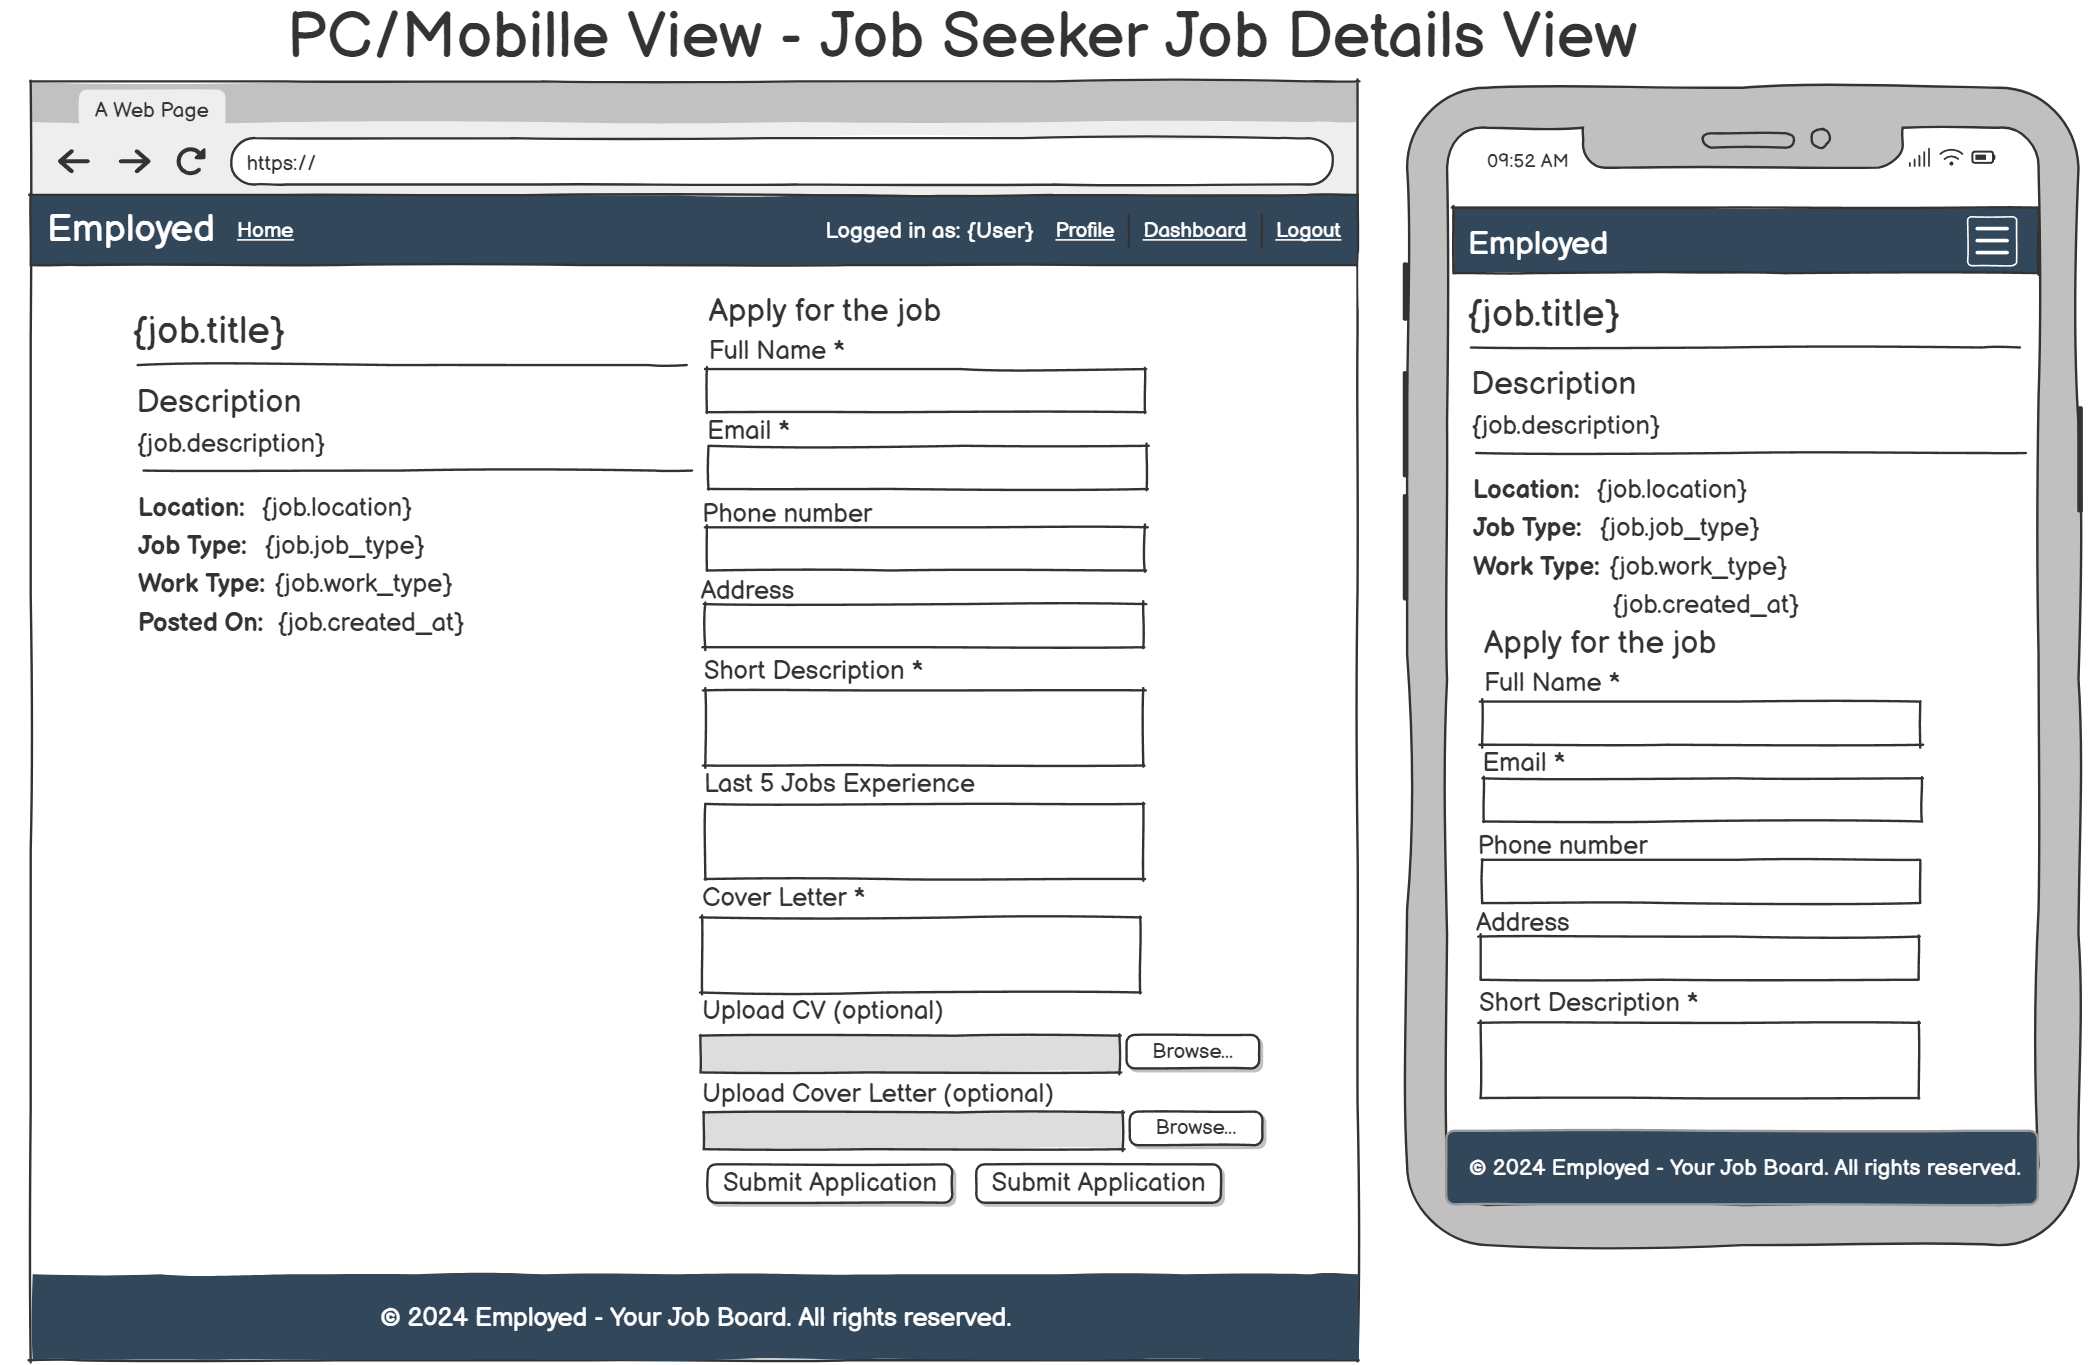 PC/Mobille View - Job Seeker Job Details View
A Web Page
https://
Employed Home Logged in as: {User} Profile Dashboard Logout
{job.title}
Description
{job.description}
Location: {job.location}
Job Type: {job.job_type}
Work Type: {job.work_type}
Posted On: {job.created_at}
Apply for the job
Full Name *
Email *
Phone number
Address
Short Description *
Last 5 Jobs Experience
Cover Letter *
Upload CV (optional)
Browse...
Upload Cover Letter (optional)
Browse...
Submit Application Submit Application
© 2024 Employed - Your Job Board. All rights reserved.
09:52 AM
Employed
{job.title}
Description
{job.description}
Location: {job.location}
Job Type: {job.job_type}
Work Type: {job.work_type}
{job.created_at}
Apply for the job
Full Name *
Email *
Phone number
Address
Short Description *
© 2024 Employed - Your Job Board. All rights reserved.